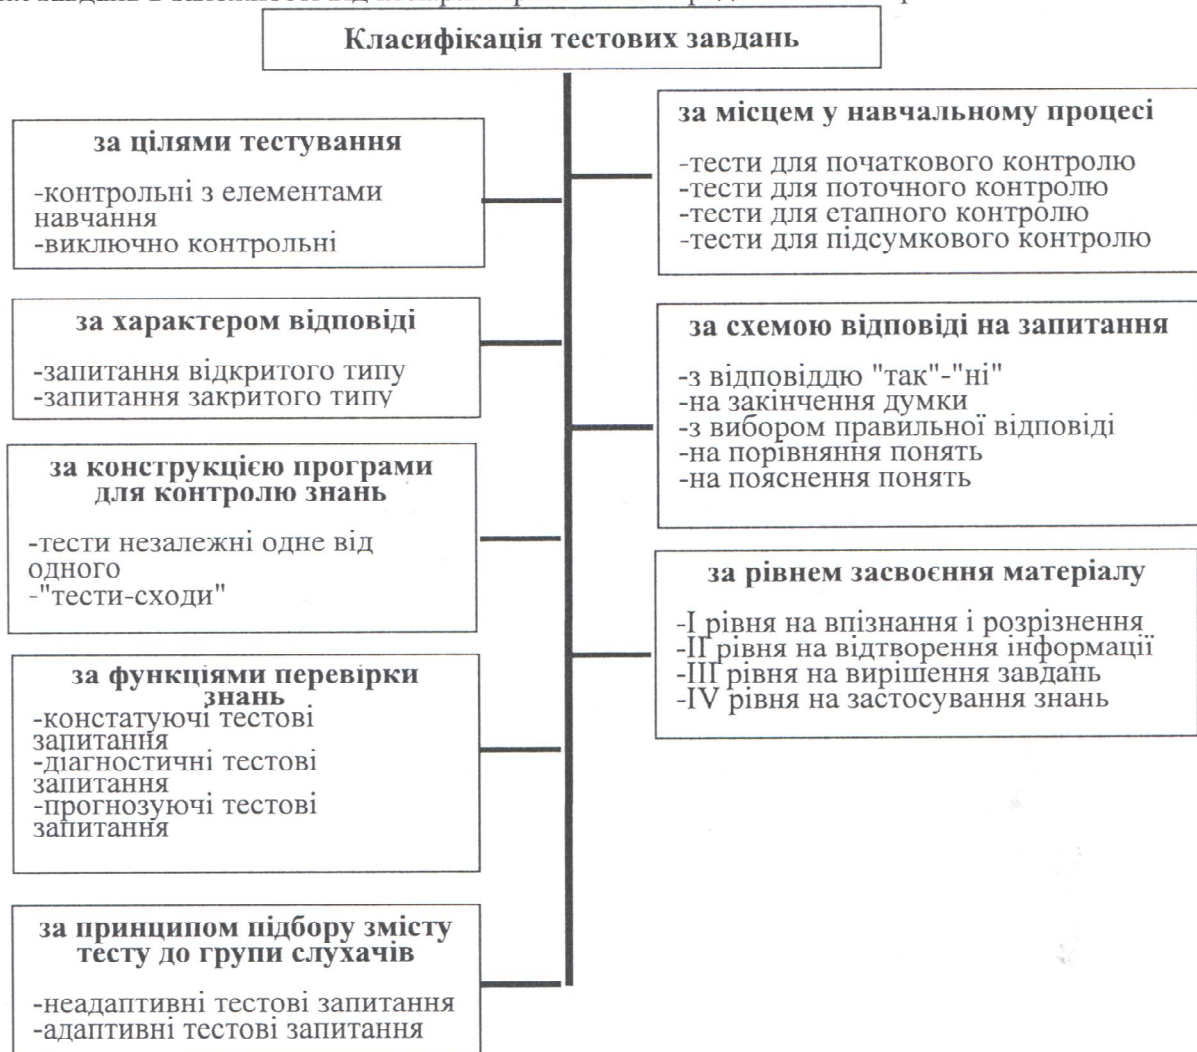 Класифікація тестових завдань
за цілями тестування
-контрольні з елементами
навчання
-виключно контрольні
за характером відповіді
-запитання відкритого типу
-запитання закритого типу
за конструкцією програми
для контролю знань
-тести незалежні одне від
одного
-"тести-сходи"
за функціями перевірки
знань
-констатуючі тестові
запитання
-діагностичні тестові
запитання
-прогнозуючі тестові
запитання
за принципом підбору змісту
тесту до групи слухачів
-неадаптивні тестові запитання
-адаптивні тестові запитання
за місцем у навчальному процесі
-тести для початкового контролю
-тести для поточного контролю
-тести для етапного контролю
-тести для підсумкового контролю
за схемою відповіді на запитання
-з відповіддю "так"-"ні"
-на закінчення думки
-з вибором правильної відповіді
-на порівняння понять
-на пояснення понять
за рівнем засвоєння матеріалу
-I рівня на впізнання і розрізнення
-II рівня на відтворення інформації
-III рівня на вирішення завдань
-IV рівня на застосування знань